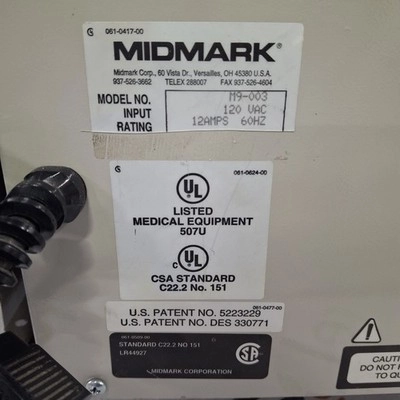 061-0417-00
MIDMARK®
Midmark Corp., 60 Vista Dr., Versailles, OH 45380 U.S.A.
937-526-3662 TELEX 288007 FAX 937-526-4604
MODEL NO. M9-003
INPUT 120 VAC
RATING 12AMPS 60HZ
061-0624-00
UL
LISTED
MEDICAL EQUIPMENT
507U
C UL
CSA STANDARD
C22.2 No. 151
061-0477-00
U.S. PATENT NO. 5223229
U.S. PATENT NO. DES 330771
STANDARD C22.2 NO 151
LR44927
MIDMARK CORPORATION
CAUTI
DO NOT
TO QU